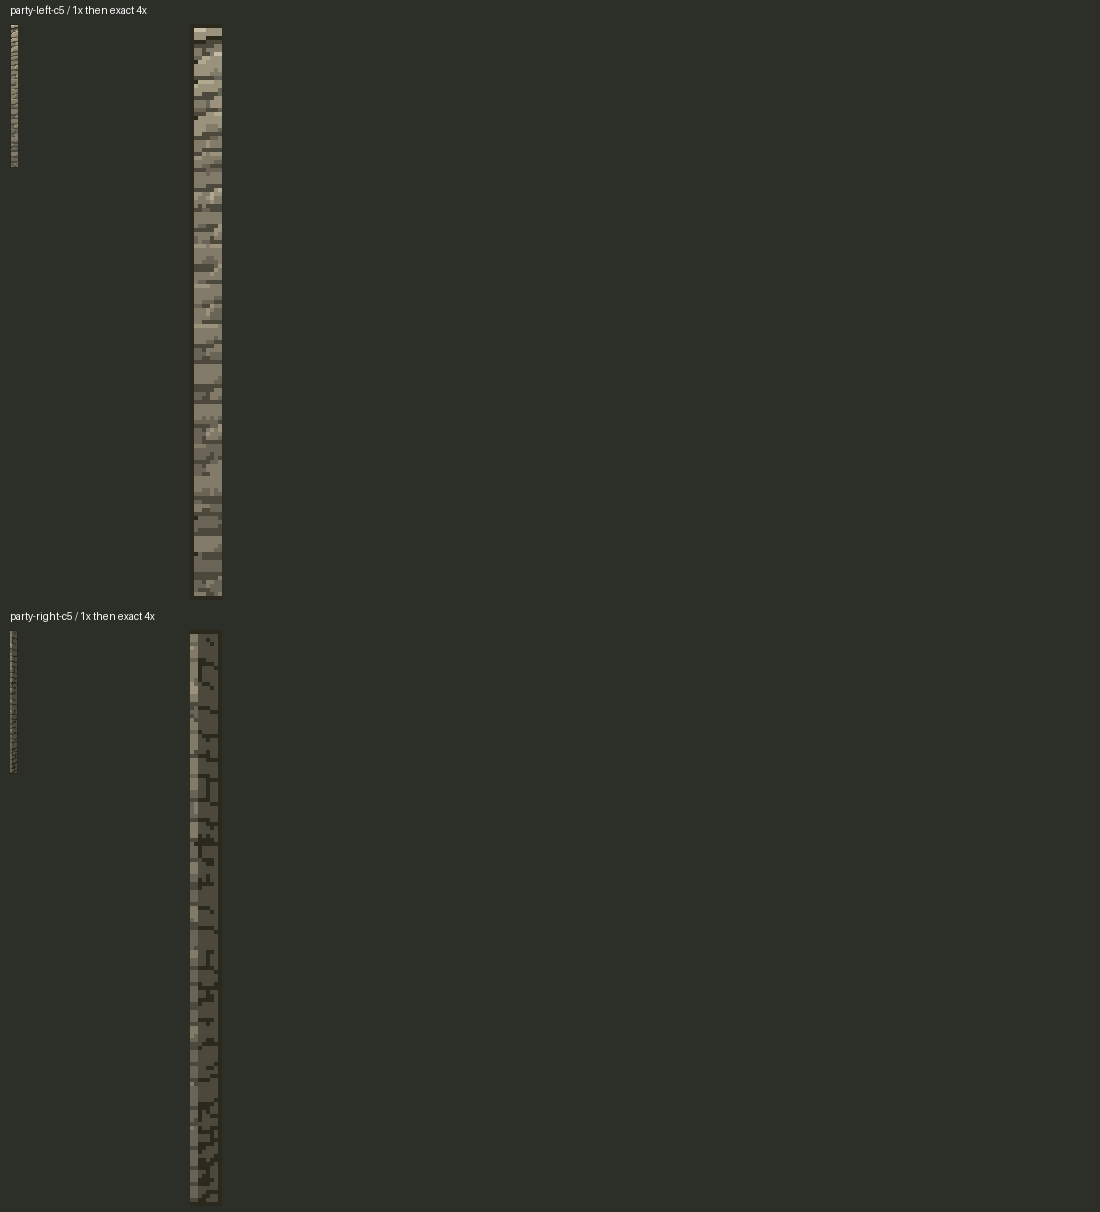 party-left-c5 / 1x then exact 4x
party-right-c5 / 1x then exact 4x